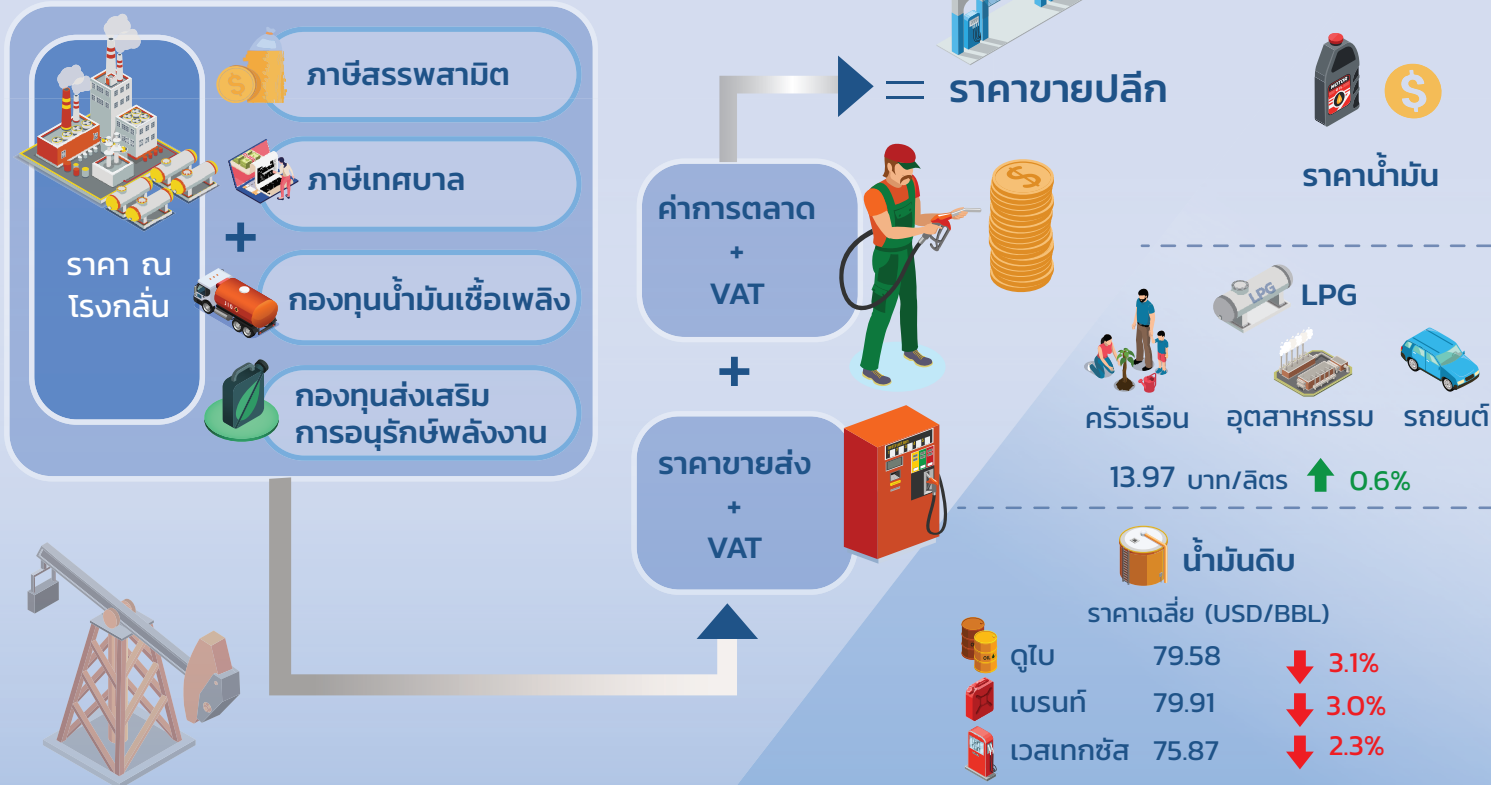 ราคา ณ
โรงกลั่น
+
ภาษีสรรพสามิต
ภาษีเทศบาล
กองทุนน้ำมันเชื้อเพลิง
กองทุนส่งเสริม
การอนุรักษ์พลังงาน
ราคาขายส่ง
+
VAT
+
ค่าการตลาด
+
VAT
= ราคาขายปลีก
MOTOR
ราคาน้ำมัน
LPG
LPG
ครัวเรือน อุตสาหกรรม รถยนต์
13.97 บาท/ลิตร 0.6%
น้ำมันดิบ
ราคาเฉลี่ย (USD/BBL)
ดูไบ 79.58 3.1%
เบรนท์ 79.91 3.0%
เวสเทกซัส 75.87 2.3%